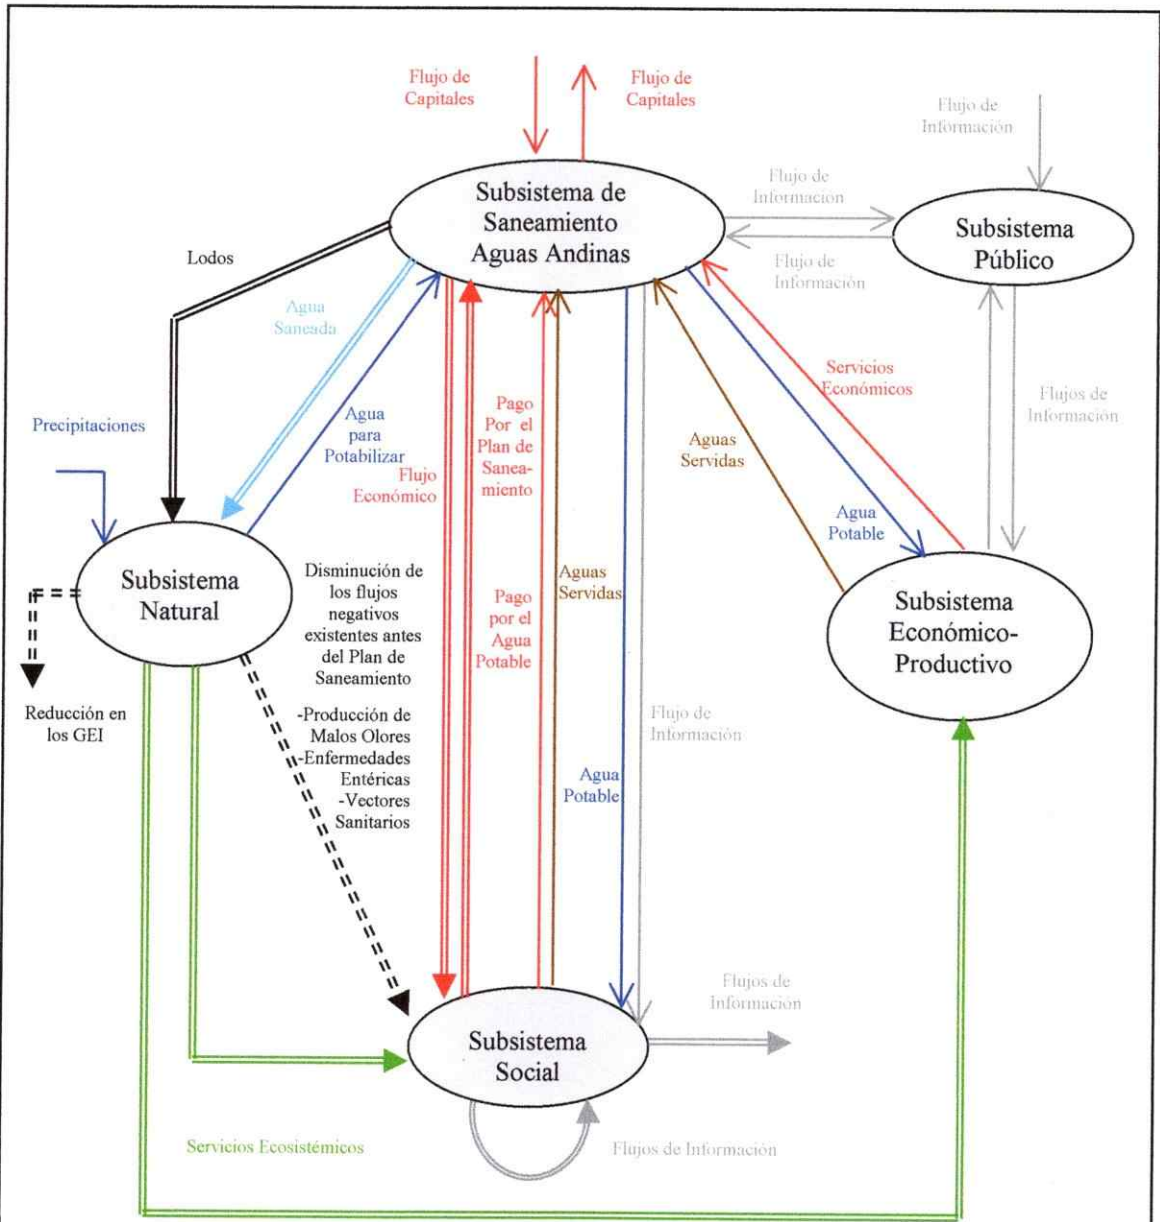 Flujo de
Capitales
Flujo de
Capitales
Flujo de
Información
Subsistema de
Saneamiento
Aguas Andinas
Flujo de
Información
Flujo de
Información
Subsistema
Público
Lodos
Agua
Saneada
Precipitaciones
Agua
para
Potabilizar
Flujo
Económico
Pago
Por el
Plan de
Sanea-
miento
Aguas
Servidas
Servicios
Económicos
Flujos de
Información
Agua
Potable
Subsistema
Natural
Disminución de
los flujos
negativos
existentes antes
del Plan de
Saneamiento
-Producción de
Malos Olores
-Enfermedades
Entéricas
-Vectores
Sanitarios
Pago
por el
Agua
Potable
Aguas
Servidas
Subsistema
Económico-
Productivo
Reducción en
los GEI
Flujo de
Información
Agua
Potable
Flujos de
Información
Subsistema
Social
Servicios Ecosistémicos
Flujos de Información